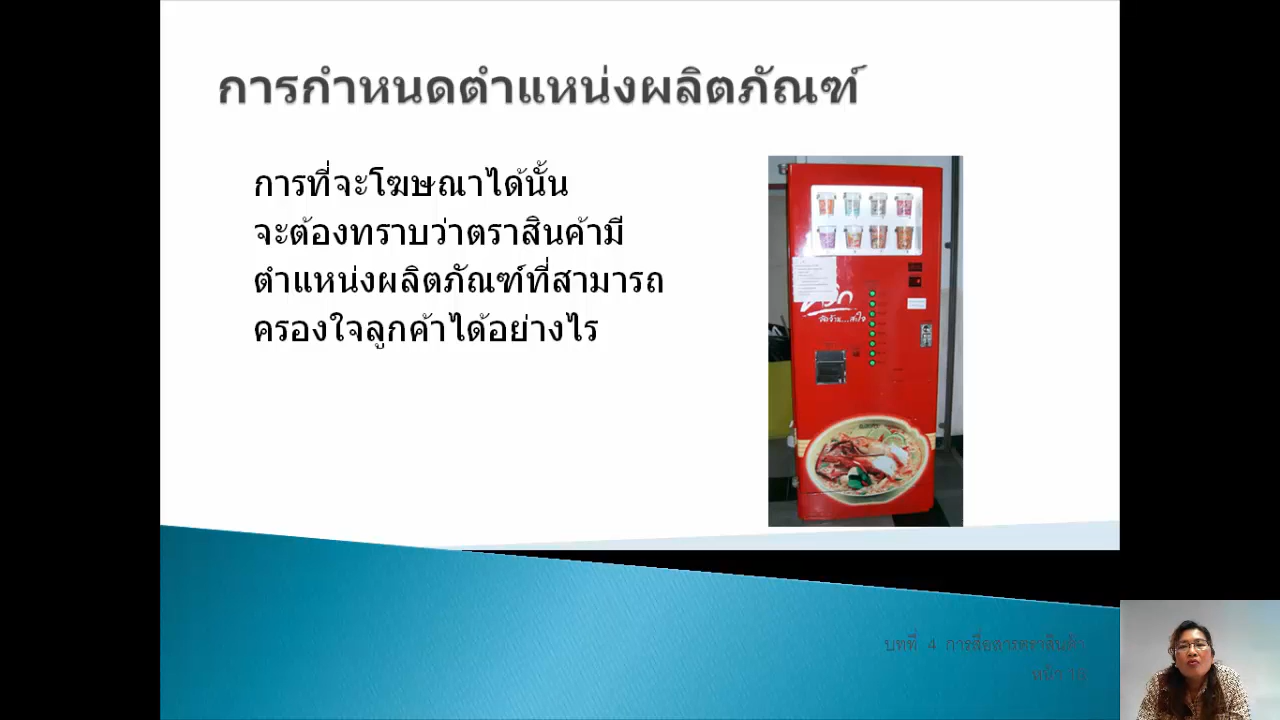 การกำหนดตำแหน่งผลิตภัณฑ์
การที่จะโฆษณาได้นั้น
จะต้องทราบว่าตราสินค้ามี
ตำแหน่งผลิตภัณฑ์ที่สามารถ
ครองใจลูกค้าได้อย่างไร
บทที่ 4 การสื่อสารตราสินค้า
หน้า